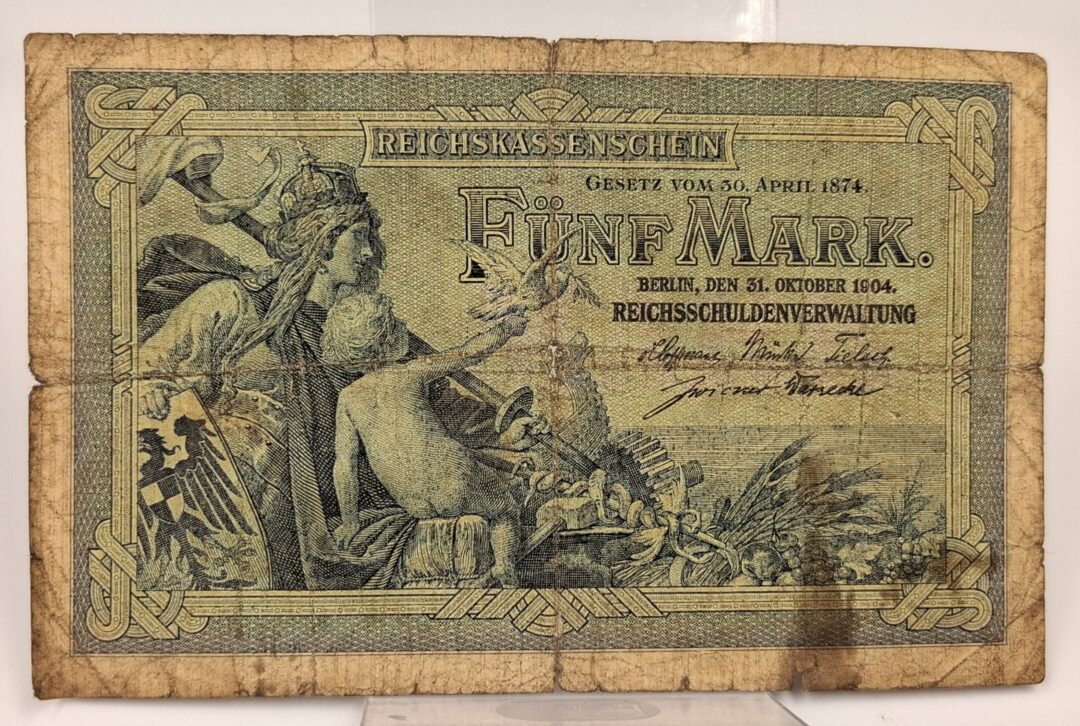 REICHSKASSENSCHEIN
GESETZ VOM 30. APRIL 1874.
FÜNF MARK.
BERLIN, DEN 31. OKTOBER 1904.
REICHSSCHULDENVERWALTUNG